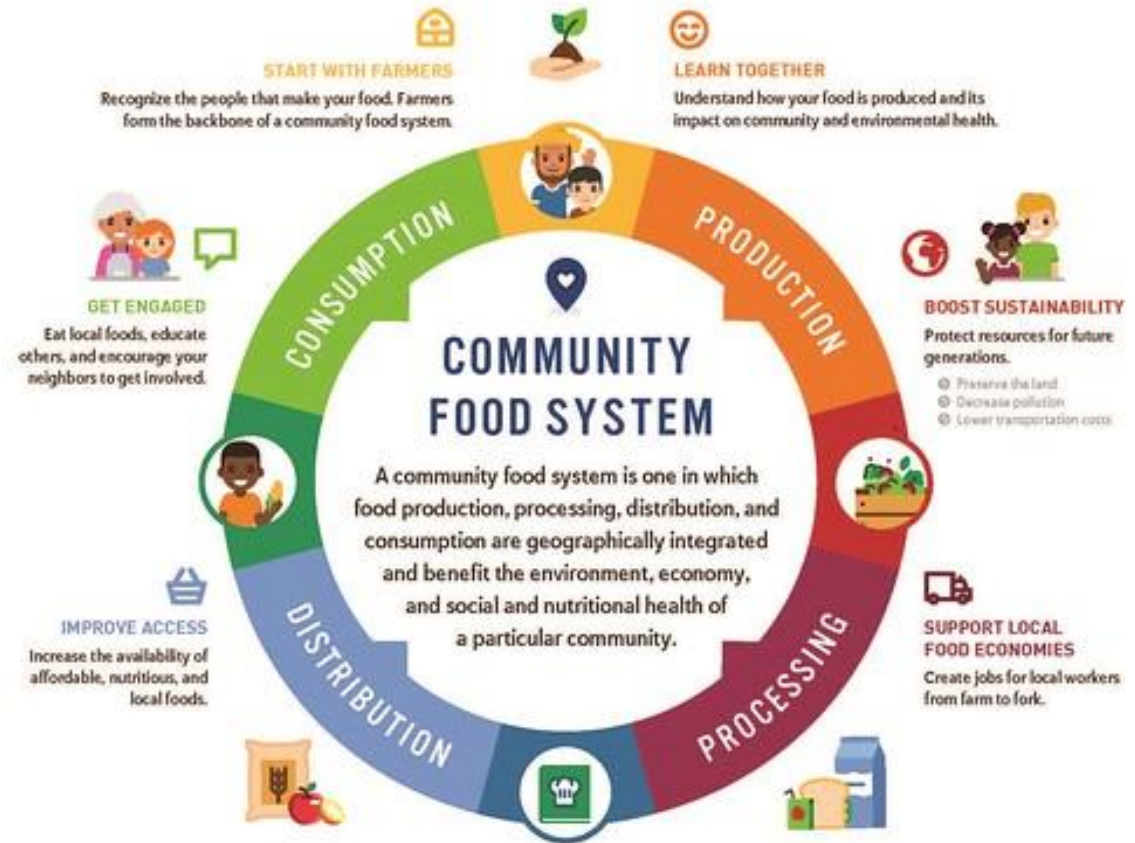 START WITH FARMERS
Recognize the people that make your food. Farmers
form the backbone of a community food system.
LEARN TOGETHER
Understand how your food is produced and its
impact on community and environmental health.
CONSUMPTION
PRODUCTION
GET ENGAGED
Eat local foods, educate
others, and encourage your
neighbors to get involved.
BOOST SUSTAINABILITY
Protect resources for future
generations.
Preserve the land
Decrease pollution
Lower transportation costs
COMMUNITY
FOOD SYSTEM
A community food system is one in which
food production, processing, distribution, and
consumption are geographically integrated
and benefit the environment, economy,
and social and nutritional health of
a particular community.
IMPROVE ACCESS
Increase the availability of
affordable, nutritious, and
local foods.
SUPPORT LOCAL
FOOD ECONOMIES
Create jobs for local workers
from farm to fork.
DISTRIBUTION
PROCESSING